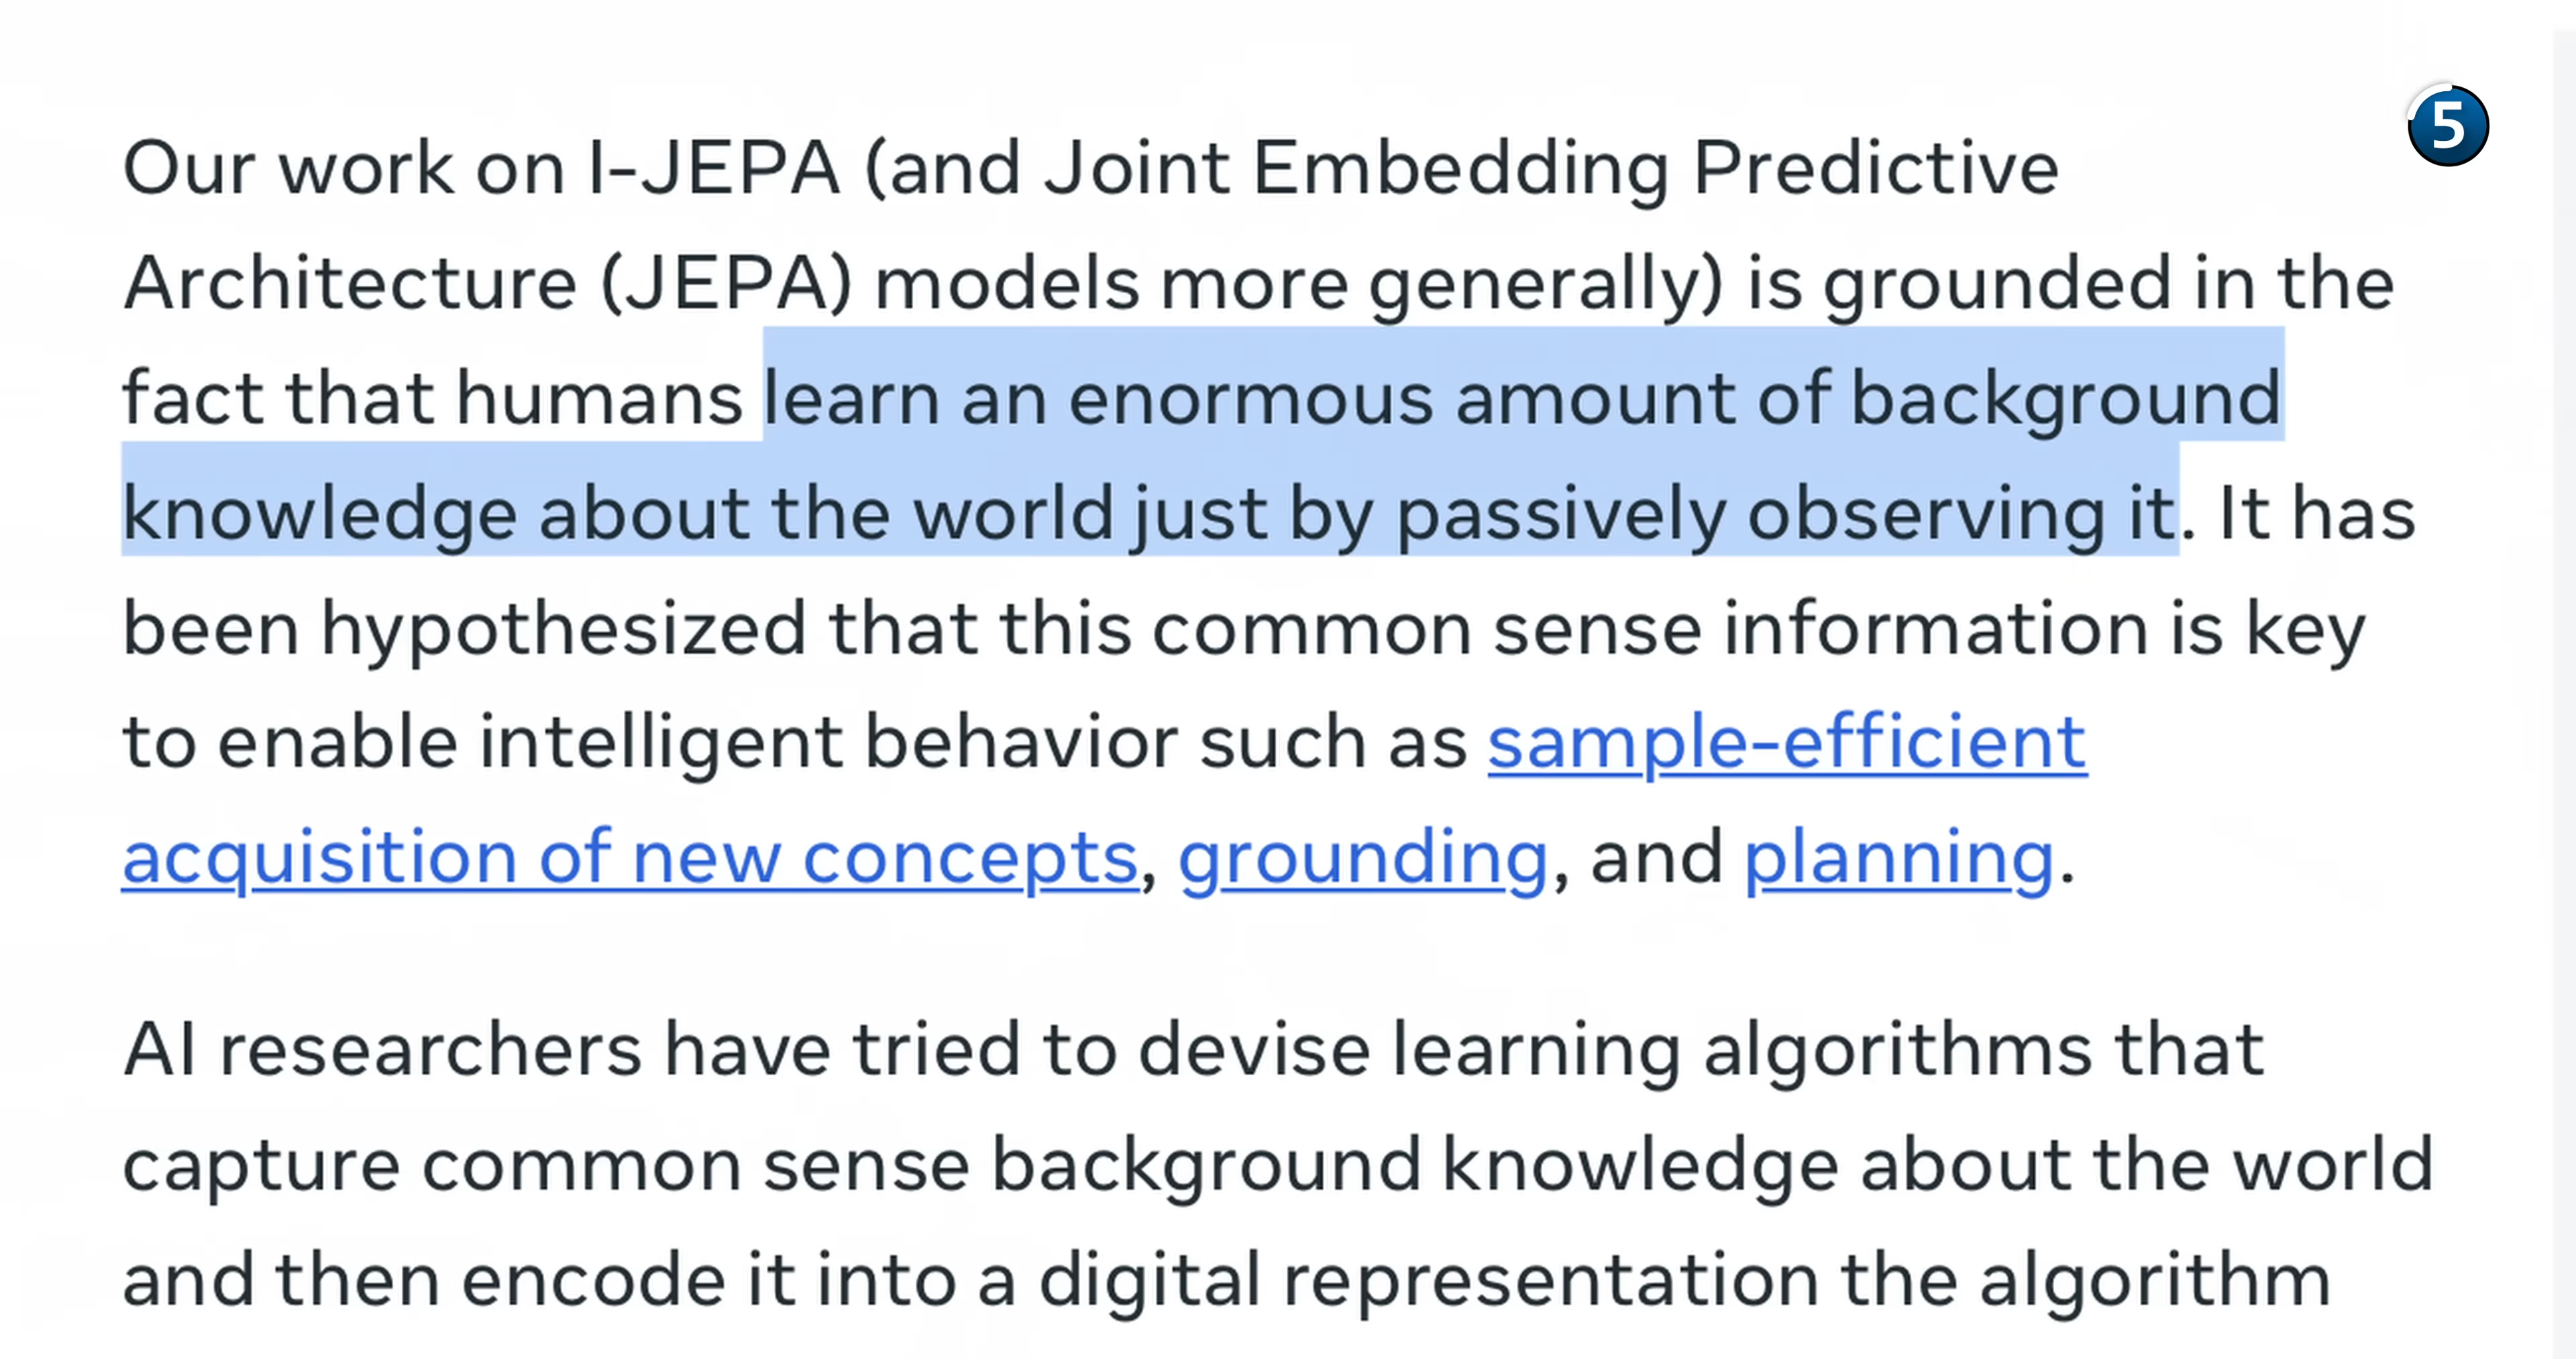 5
Our work on I-JEPA (and Joint Embedding Predictive
Architecture (JEPA) models more generally) is grounded in the
fact that humans learn an enormous amount of background
knowledge about the world just by passively observing it. It has
been hypothesized that this common sense information is key
to enable intelligent behavior such as sample-efficient
acquisition of new concepts, grounding, and planning.
AI researchers have tried to devise learning algorithms that
capture common sense background knowledge about the world
and then encode it into a digital representation the algorithm